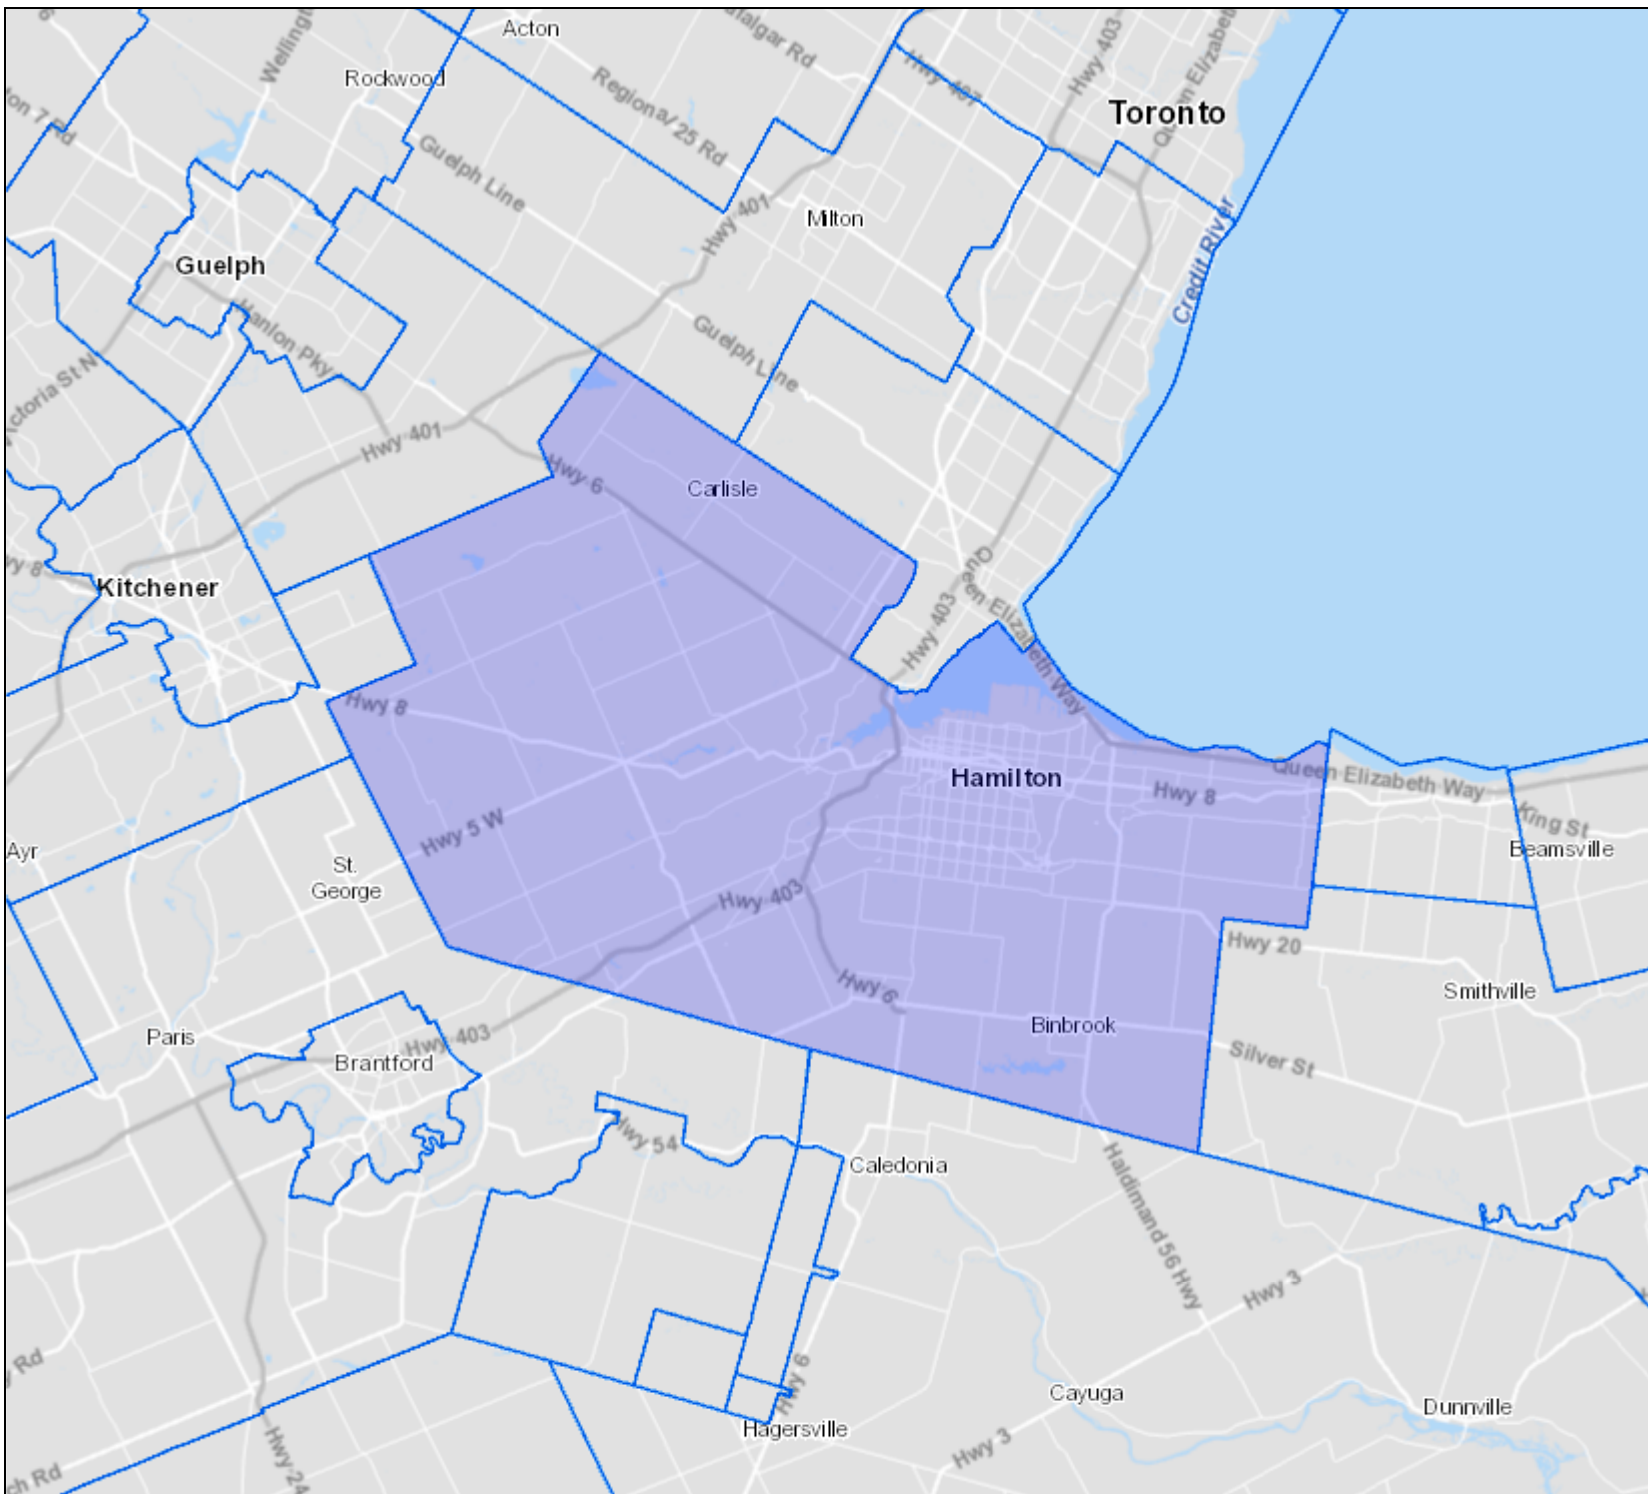 Acton
Rockwood
Regional 25 Rd
Hwy 407
Hwy 403
Toronto
Guelph Line
Hwy 401
Milton
Credit River
Guelph
Hanlon Pky
Guelph Line
Hwy 401
Hwy 6
Carlisle
Kitchener
Hwy 403
Queen Elizabeth Way
Hwy 8
Hamilton
Queen Elizabeth Way
Hwy 8
King St
Hwy 5 W
Beamsville
Ayr
St.
George
Hwy 403
Hwy 20
Hwy 6
Smithville
Paris
Hwy 403
Binbrook
Brantford
Silver St
Hwy 54
Caledonia
Haldimand 56 Hwy
Hwy 3
Hwy 6
Cayuga
Dunnville
Hagersville
Hwy 3
Hwy 24